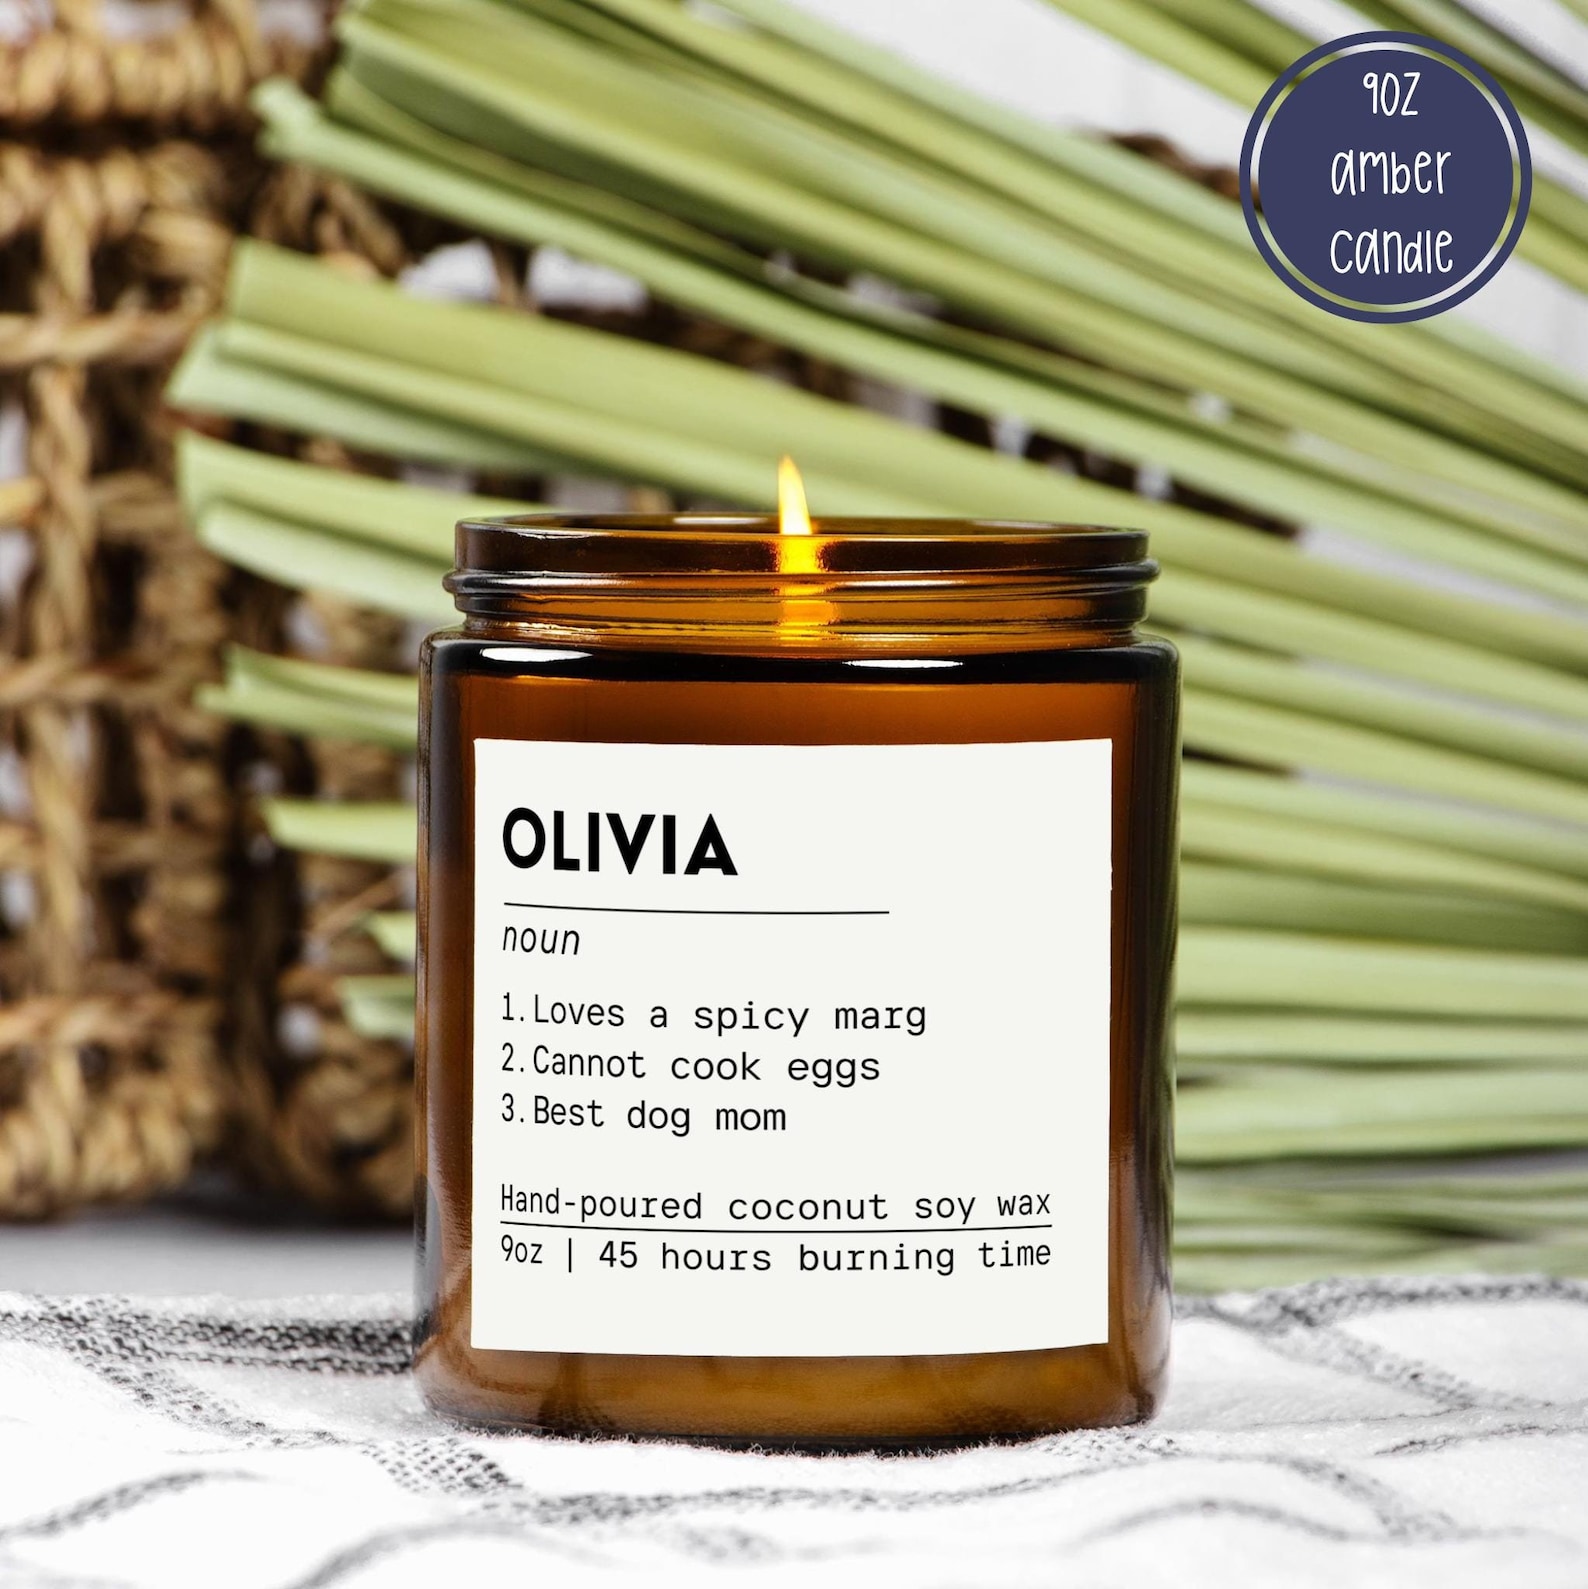 90Z
amber
candle
OLIVIA
noun
1. Loves a spicy marg
2. Cannot cook eggs
3. Best dog mom
Hand-poured coconut soy wax
9oz | 45 hours burning time